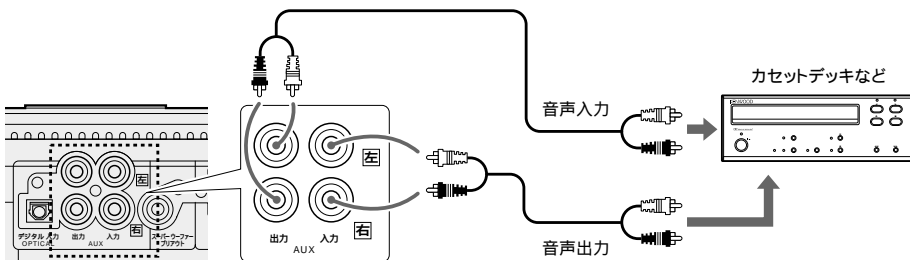 カセットデッキなど
KENWOOD
音声入力
左
左
右
右
デジタル 入力
OPTICAL
出力 入力
AUX
スーパーウーファー
プリアウト
出力 入力
AUX
音声出力